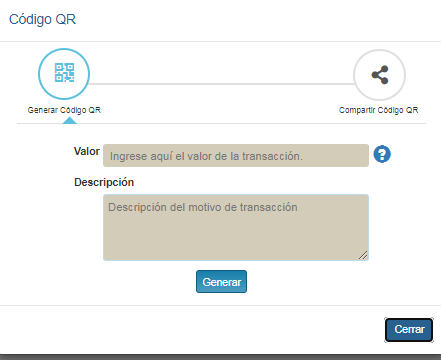 Código QR
Generar Código QR
Compartir Código QR
Valor
Ingrese aquí el valor de la transacción.
?
Descripción
Descripción del motivo de transacción
Generar
Cerrar